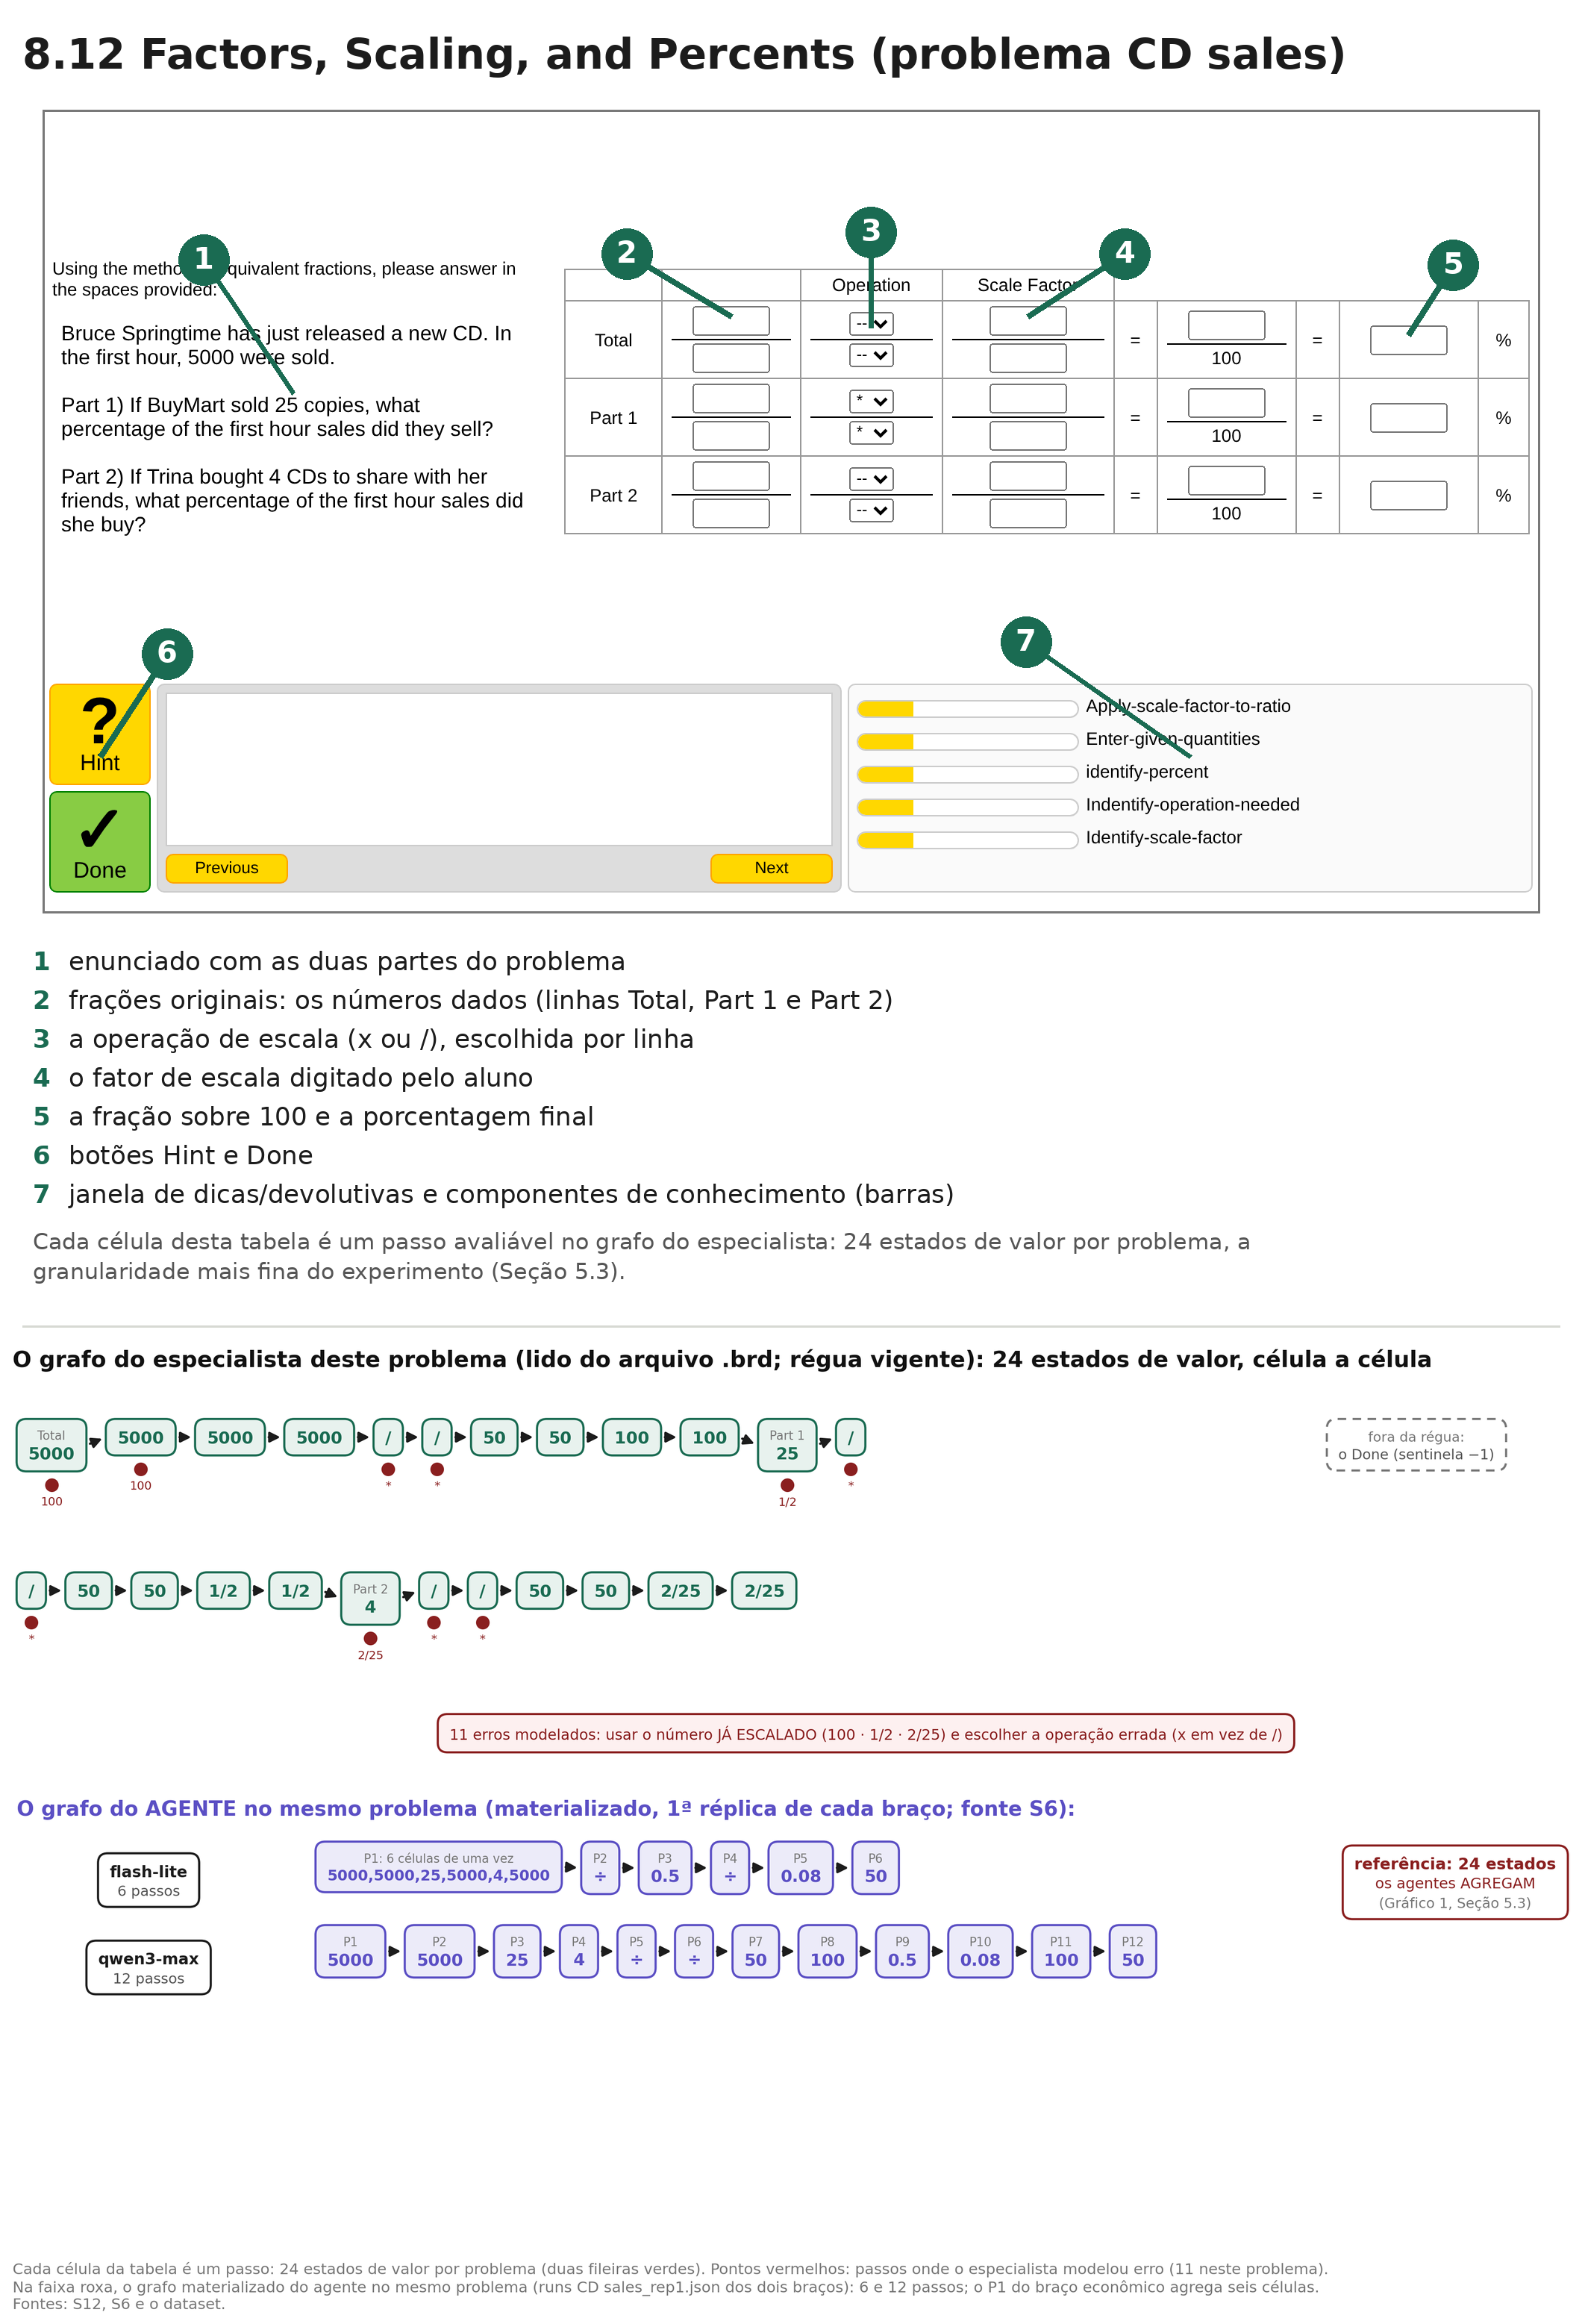 8.12 Factors, Scaling, and Percents (problema CD sales)
1
2
3
4
5
Using the metho quivalent fractions, please answer in
the spaces provided:
Bruce Springtime has just released a new CD. In
the first hour, 5000 were sold.
Part 1) If BuyMart sold 25 copies, what
percentage of the first hour sales did they sell?
Part 2) If Trina bought 4 CDs to share with her
friends, what percentage of the first hour sales did
she buy?
Operation Scale Factor
Total -- -- = 100 = %
Part 1 * * = 100 = %
Part 2 -- -- = 100 = %
6
7
? Hint
✓ Done
Previous Next
Apply-scale-factor-to-ratio
Enter-given-quantities
identify-percent
Indentify-operation-needed
Identify-scale-factor
1 enunciado com as duas partes do problema
2 frações originais: os números dados (linhas Total, Part 1 e Part 2)
3 a operação de escala (x ou /), escolhida por linha
4 o fator de escala digitado pelo aluno
5 a fração sobre 100 e a porcentagem final
6 botões Hint e Done
7 janela de dicas/devolutivas e componentes de conhecimento (barras)
Cada célula desta tabela é um passo avaliável no grafo do especialista: 24 estados de valor por problema, a
granularidade mais fina do experimento (Seção 5.3).
O grafo do especialista deste problema (lido do arquivo .brd; régua vigente): 24 estados de valor, célula a célula
Total 5000 5000 5000 5000 / / 50 50 100 100 Part 1 25 /
100 100 * * 1/2 *
fora da régua:
o Done (sentinela −1)
/ 50 50 1/2 1/2 Part 2 4 / / 50 50 2/25 2/25
* 2/25 * *
11 erros modelados: usar o número JÁ ESCALADO (100 · 1/2 · 2/25) e escolher a operação errada (x em vez de /)
O grafo do AGENTE no mesmo problema (materializado, 1ª réplica de cada braço; fonte S6):
flash-lite
6 passos
P1: 6 células de uma vez P2 P3 P4 P5 P6
5000,5000,25,5000,4,5000 ÷ 0.5 ÷ 0.08 50
referência: 24 estados
os agentes AGREGAM
(Gráfico 1, Seção 5.3)
qwen3-max
12 passos
P1 P2 P3 P4 P5 P6 P7 P8 P9 P10 P11 P12
5000 5000 25 4 ÷ ÷ 50 100 0.5 0.08 100 50
Cada célula da tabela é um passo: 24 estados de valor por problema (duas fileiras verdes). Pontos vermelhos: passos onde o especialista modelou erro (11 neste problema).
Na faixa roxa, o grafo materializado do agente no mesmo problema (runs CD sales_rep1.json dos dois braços): 6 e 12 passos; o P1 do braço econômico agrega seis células.
Fontes: S12, S6 e o dataset.